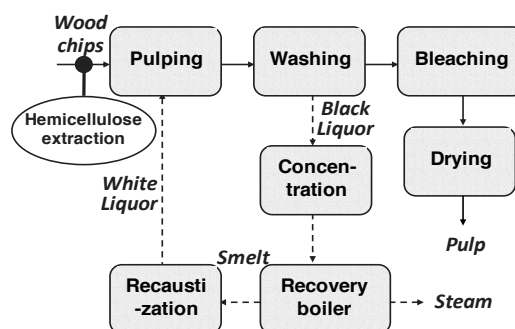 Wood
chips
Pulping
Washing
Bleaching
Hemicellulose
extraction
Black
Liquor
Concen-
tration
Drying
White
Liquor
Pulp
Smelt
Recausti
-zation
Recovery
boiler
Steam